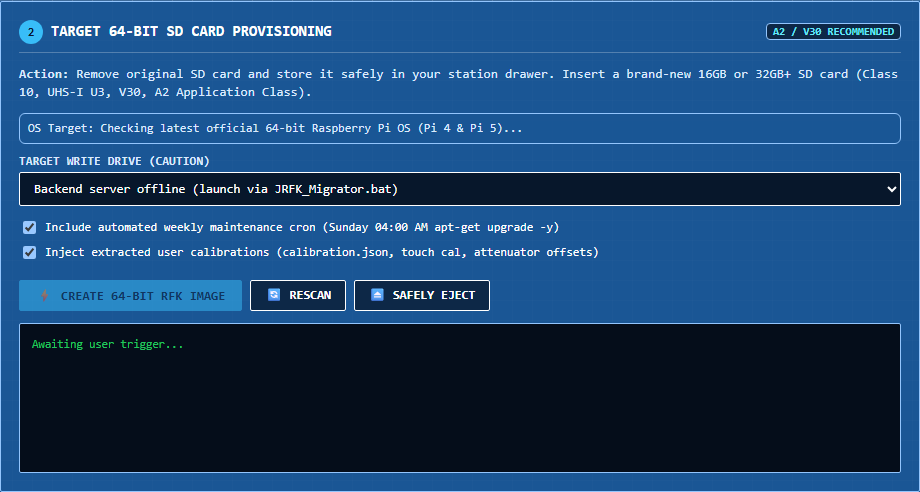 2 TARGET 64-BIT SD CARD PROVISIONING
A2 / V30 RECOMMENDED
Action: Remove original SD card and store it safely in your station drawer. Insert a brand-new 16GB or 32GB+ SD card (Class
10, UHS-I U3, V30, A2 Application Class).
OS Target: Checking latest official 64-bit Raspberry Pi OS (Pi 4 & Pi 5)...
TARGET WRITE DRIVE (CAUTION)
Backend server offline (launch via JRFK_Migrator.bat)
Include automated weekly maintenance cron (Sunday 04:00 AM apt-get upgrade -y)
Inject extracted user calibrations (calibration.json, touch cal, attenuator offsets)
CREATE 64-BIT RFK IMAGE
RESCAN
SAFELY EJECT
Awaiting user trigger...